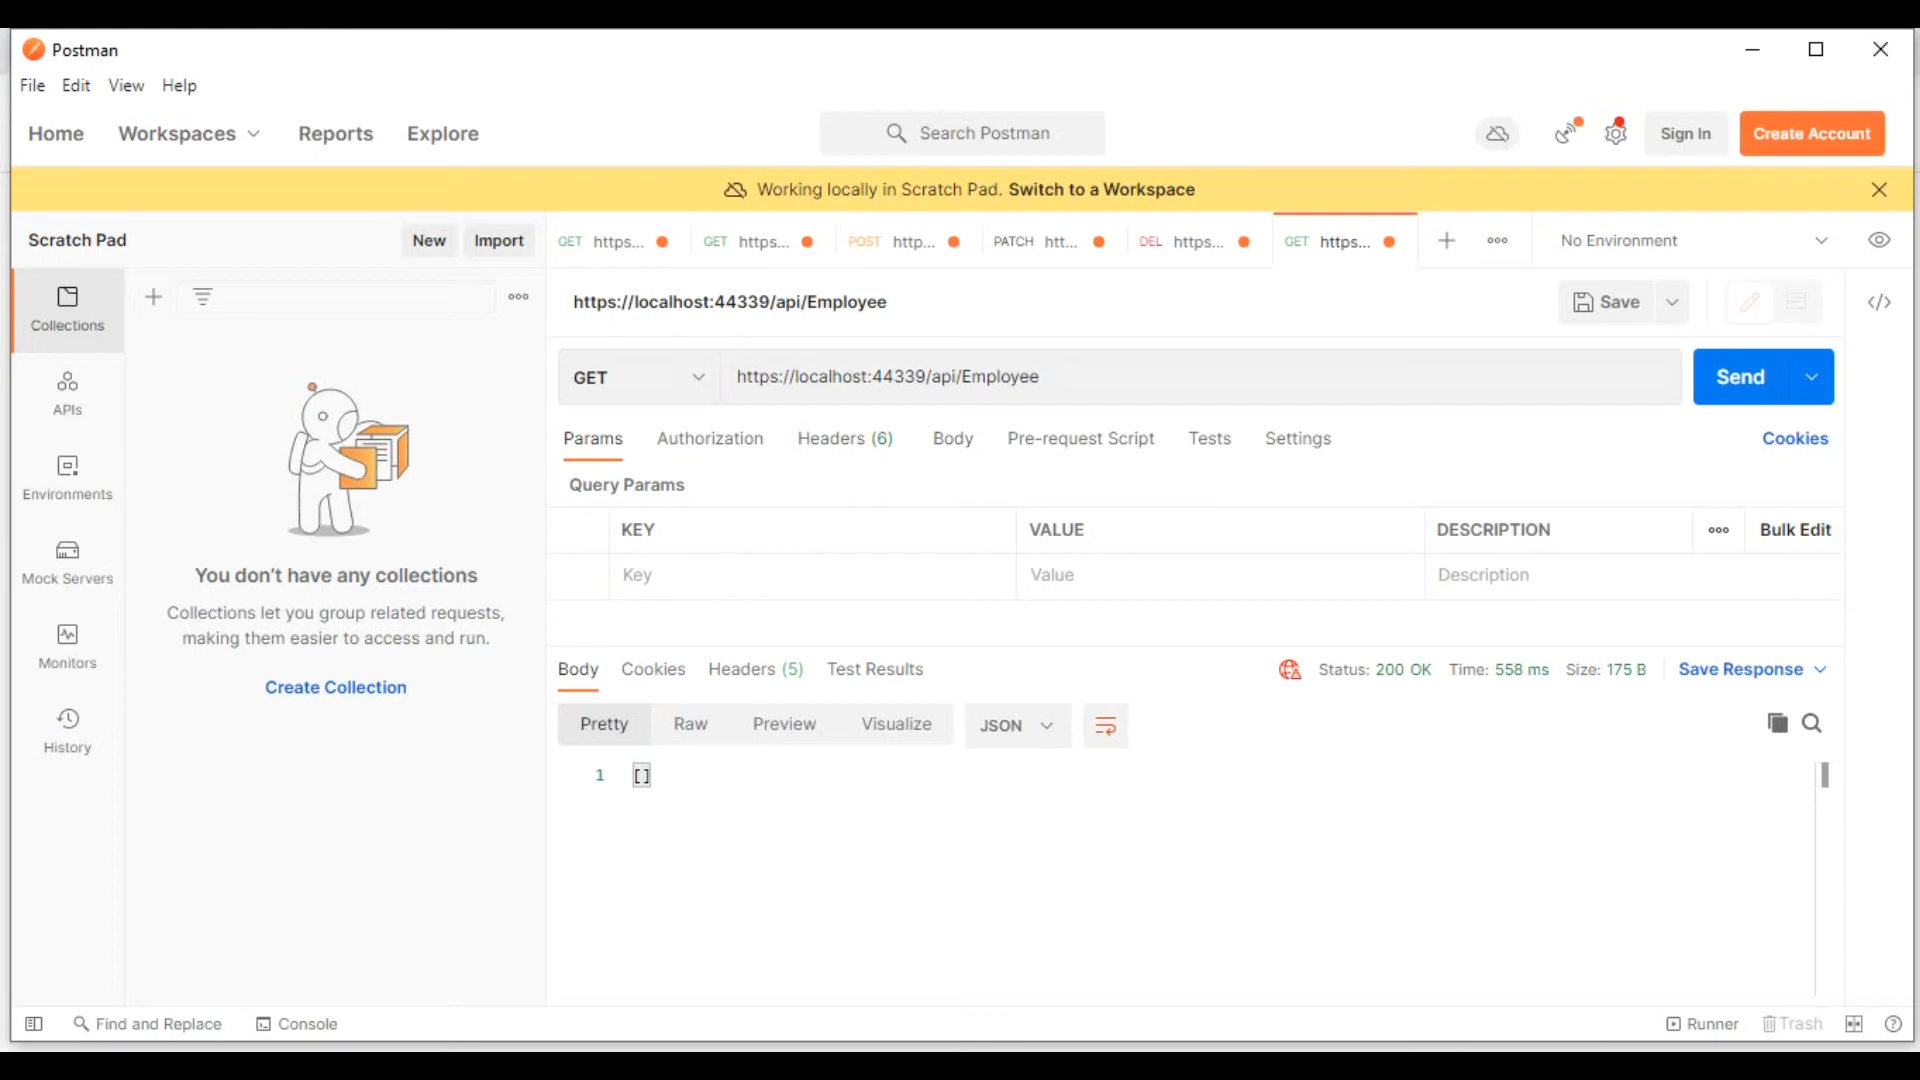 Postman
File Edit View Help
Home Workspaces Reports Explore Search Postman Sign In Create Account
Working locally in Scratch Pad. Switch to a Workspace
Scratch Pad New Import GET https... GET https... POST http... PATCH htt... DEL https... GET https... No Environment
Collections
APIs
Environments
Mock Servers
Monitors
History
You don't have any collections
Collections let you group related requests,
making them easier to access and run.
Create Collection
https://localhost:44339/api/Employee Save
GET https://localhost:44339/api/Employee Send
Params Authorization Headers (6) Body Pre-request Script Tests Settings Cookies
Query Params
KEY VALUE DESCRIPTION Bulk Edit
Key Value Description
Body Cookies Headers (5) Test Results Status: 200 OK Time: 558 ms Size: 175 B Save Response
Pretty Raw Preview Visualize JSON
1 []
Find and Replace Console Runner Trash